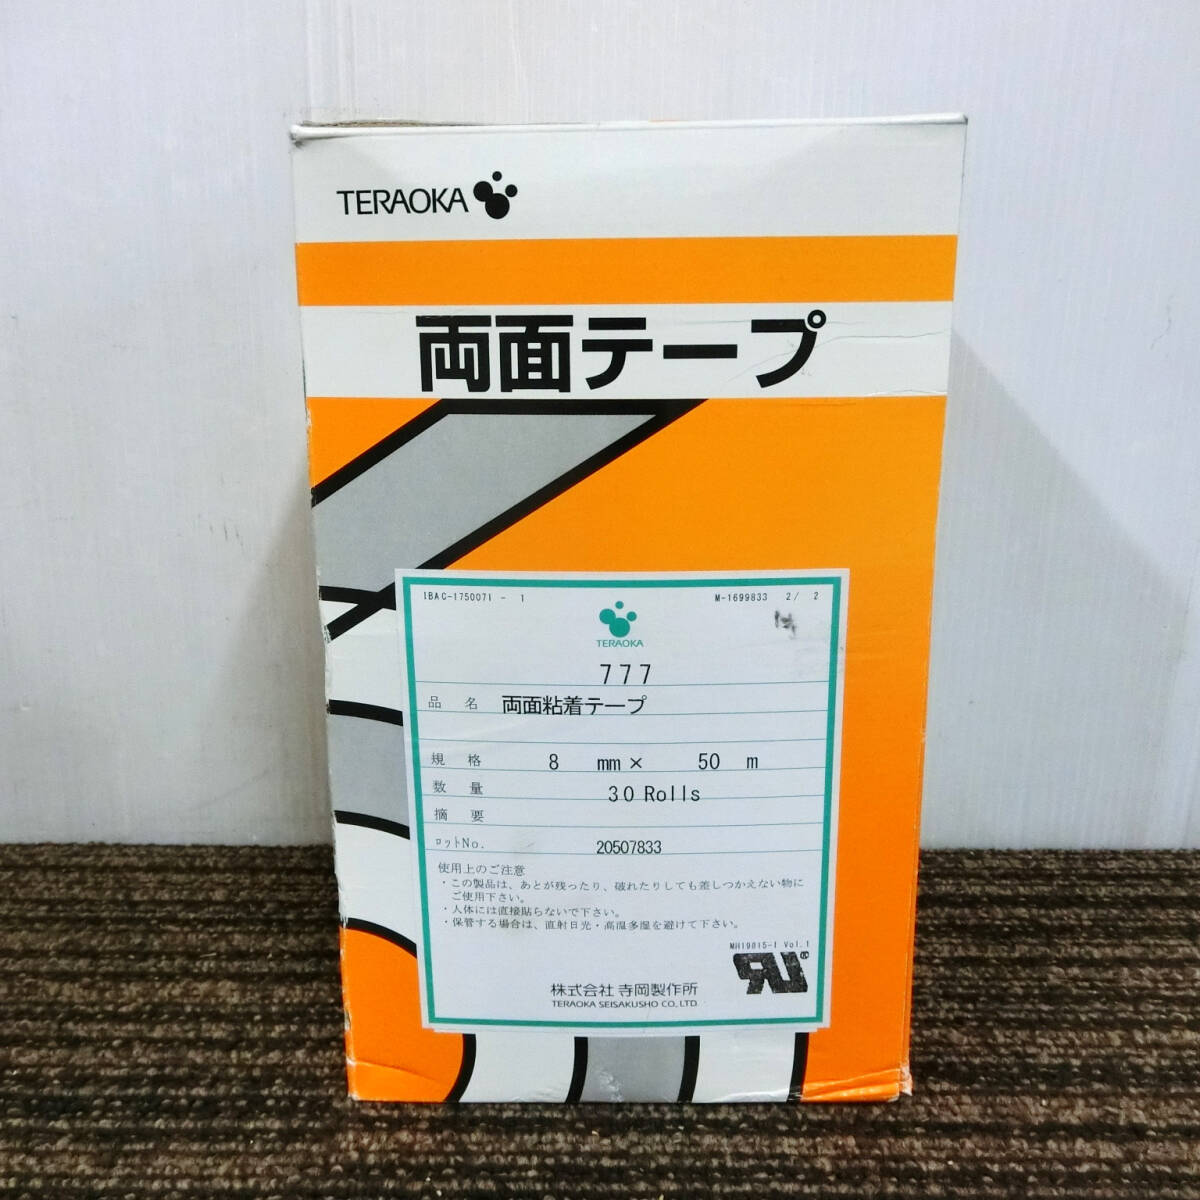 TERAOKA
両面テープ
IBAC-1750071 - 1 M-1699833 2/ 2
TERAOKA
777
品 名 両面粘着テープ
規 格 8 mm × 50 m
数 量 30 Rolls
摘 要
ロットNo. 20507833
使用上のご注意
・この製品は、あとが残ったり、破れたりしても差しつかえない物に
ご使用下さい。
・人体には直接貼らないで下さい。
・保管する場合は、直射日光・高温多湿を避けて下さい。
MH19815-1 Vol.1
RU®
株式会社 寺岡製作所
TERAOKA SEISAKUSHO CO., LTD.